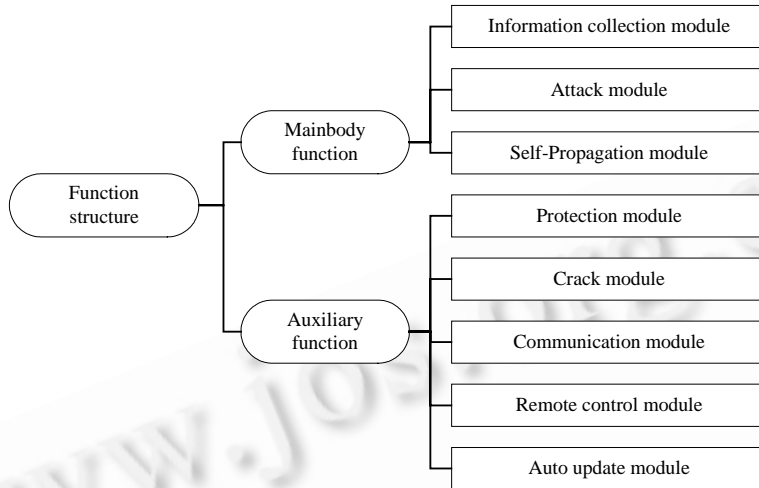 Function
structure
Mainbody
function
Auxiliary
function
Information collection module
Attack module
Self-Propagation module
Protection module
Crack module
Communication module
Remote control module
Auto update module